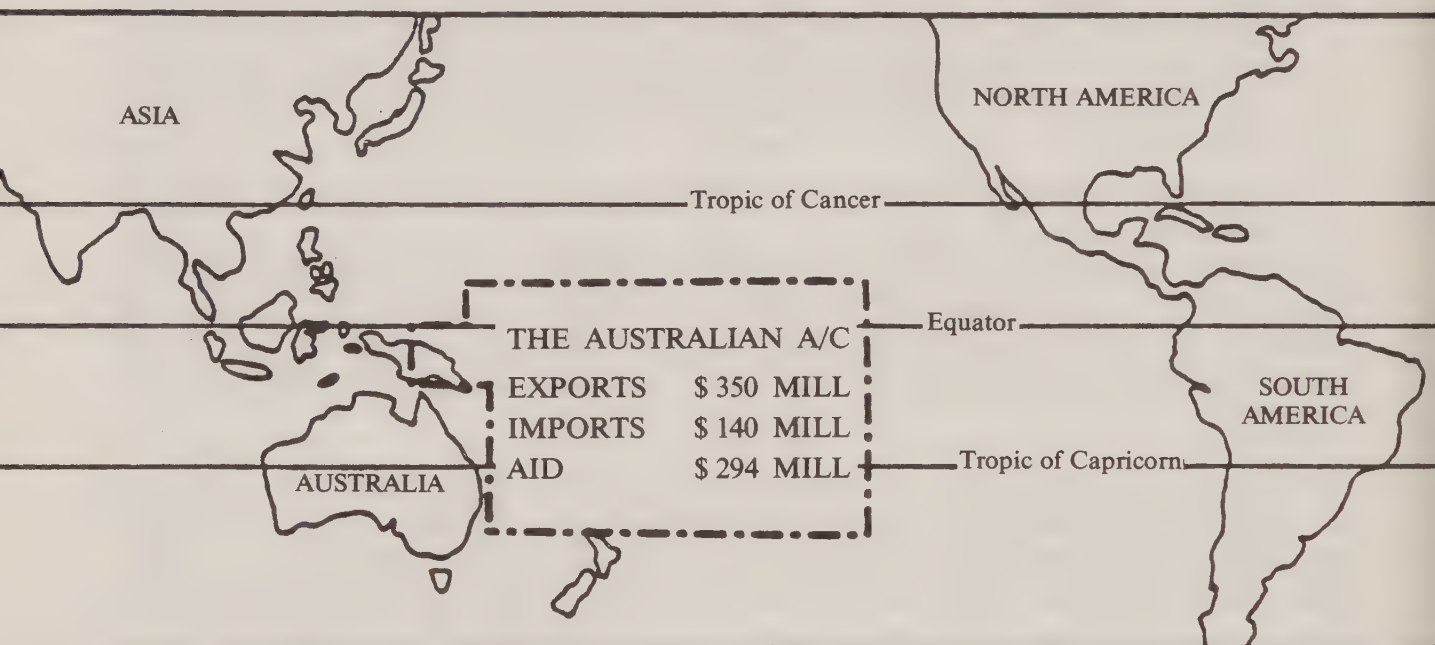 ASIA
NORTH AMERICA
Tropic of Cancer
Equator
THE AUSTRALIAN A/C
EXPORTS $ 350 MILL
IMPORTS $ 140 MILL
AID $ 294 MILL
SOUTH
AMERICA
Tropic of Capricorn
AUSTRALIA